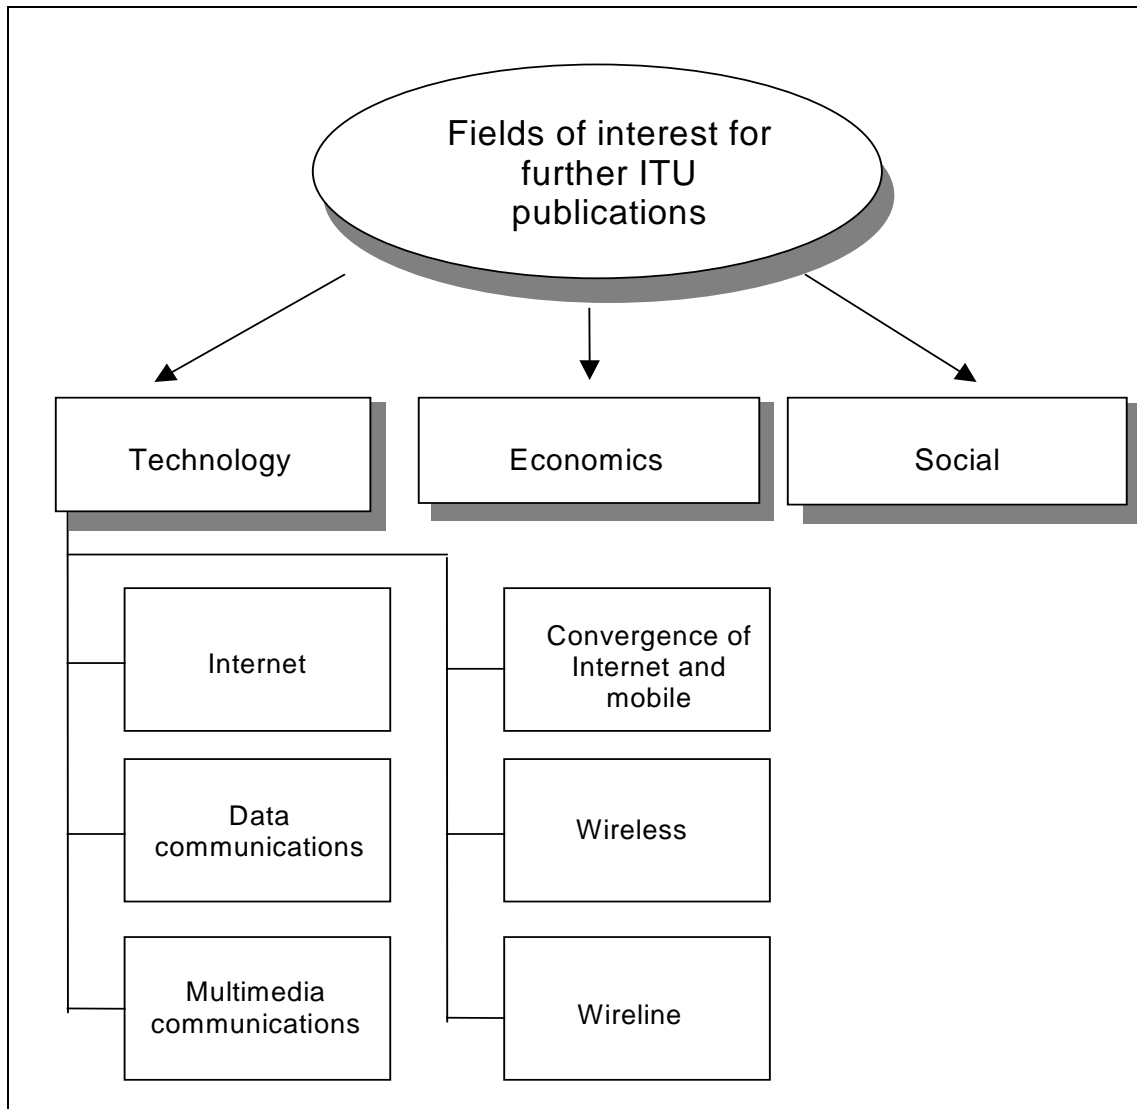 Fields of interest for
further ITU
publications
Technology
Economics
Social
Internet
Convergence of
Internet and
mobile
Data
communications
Wireless
Multimedia
communications
Wireline